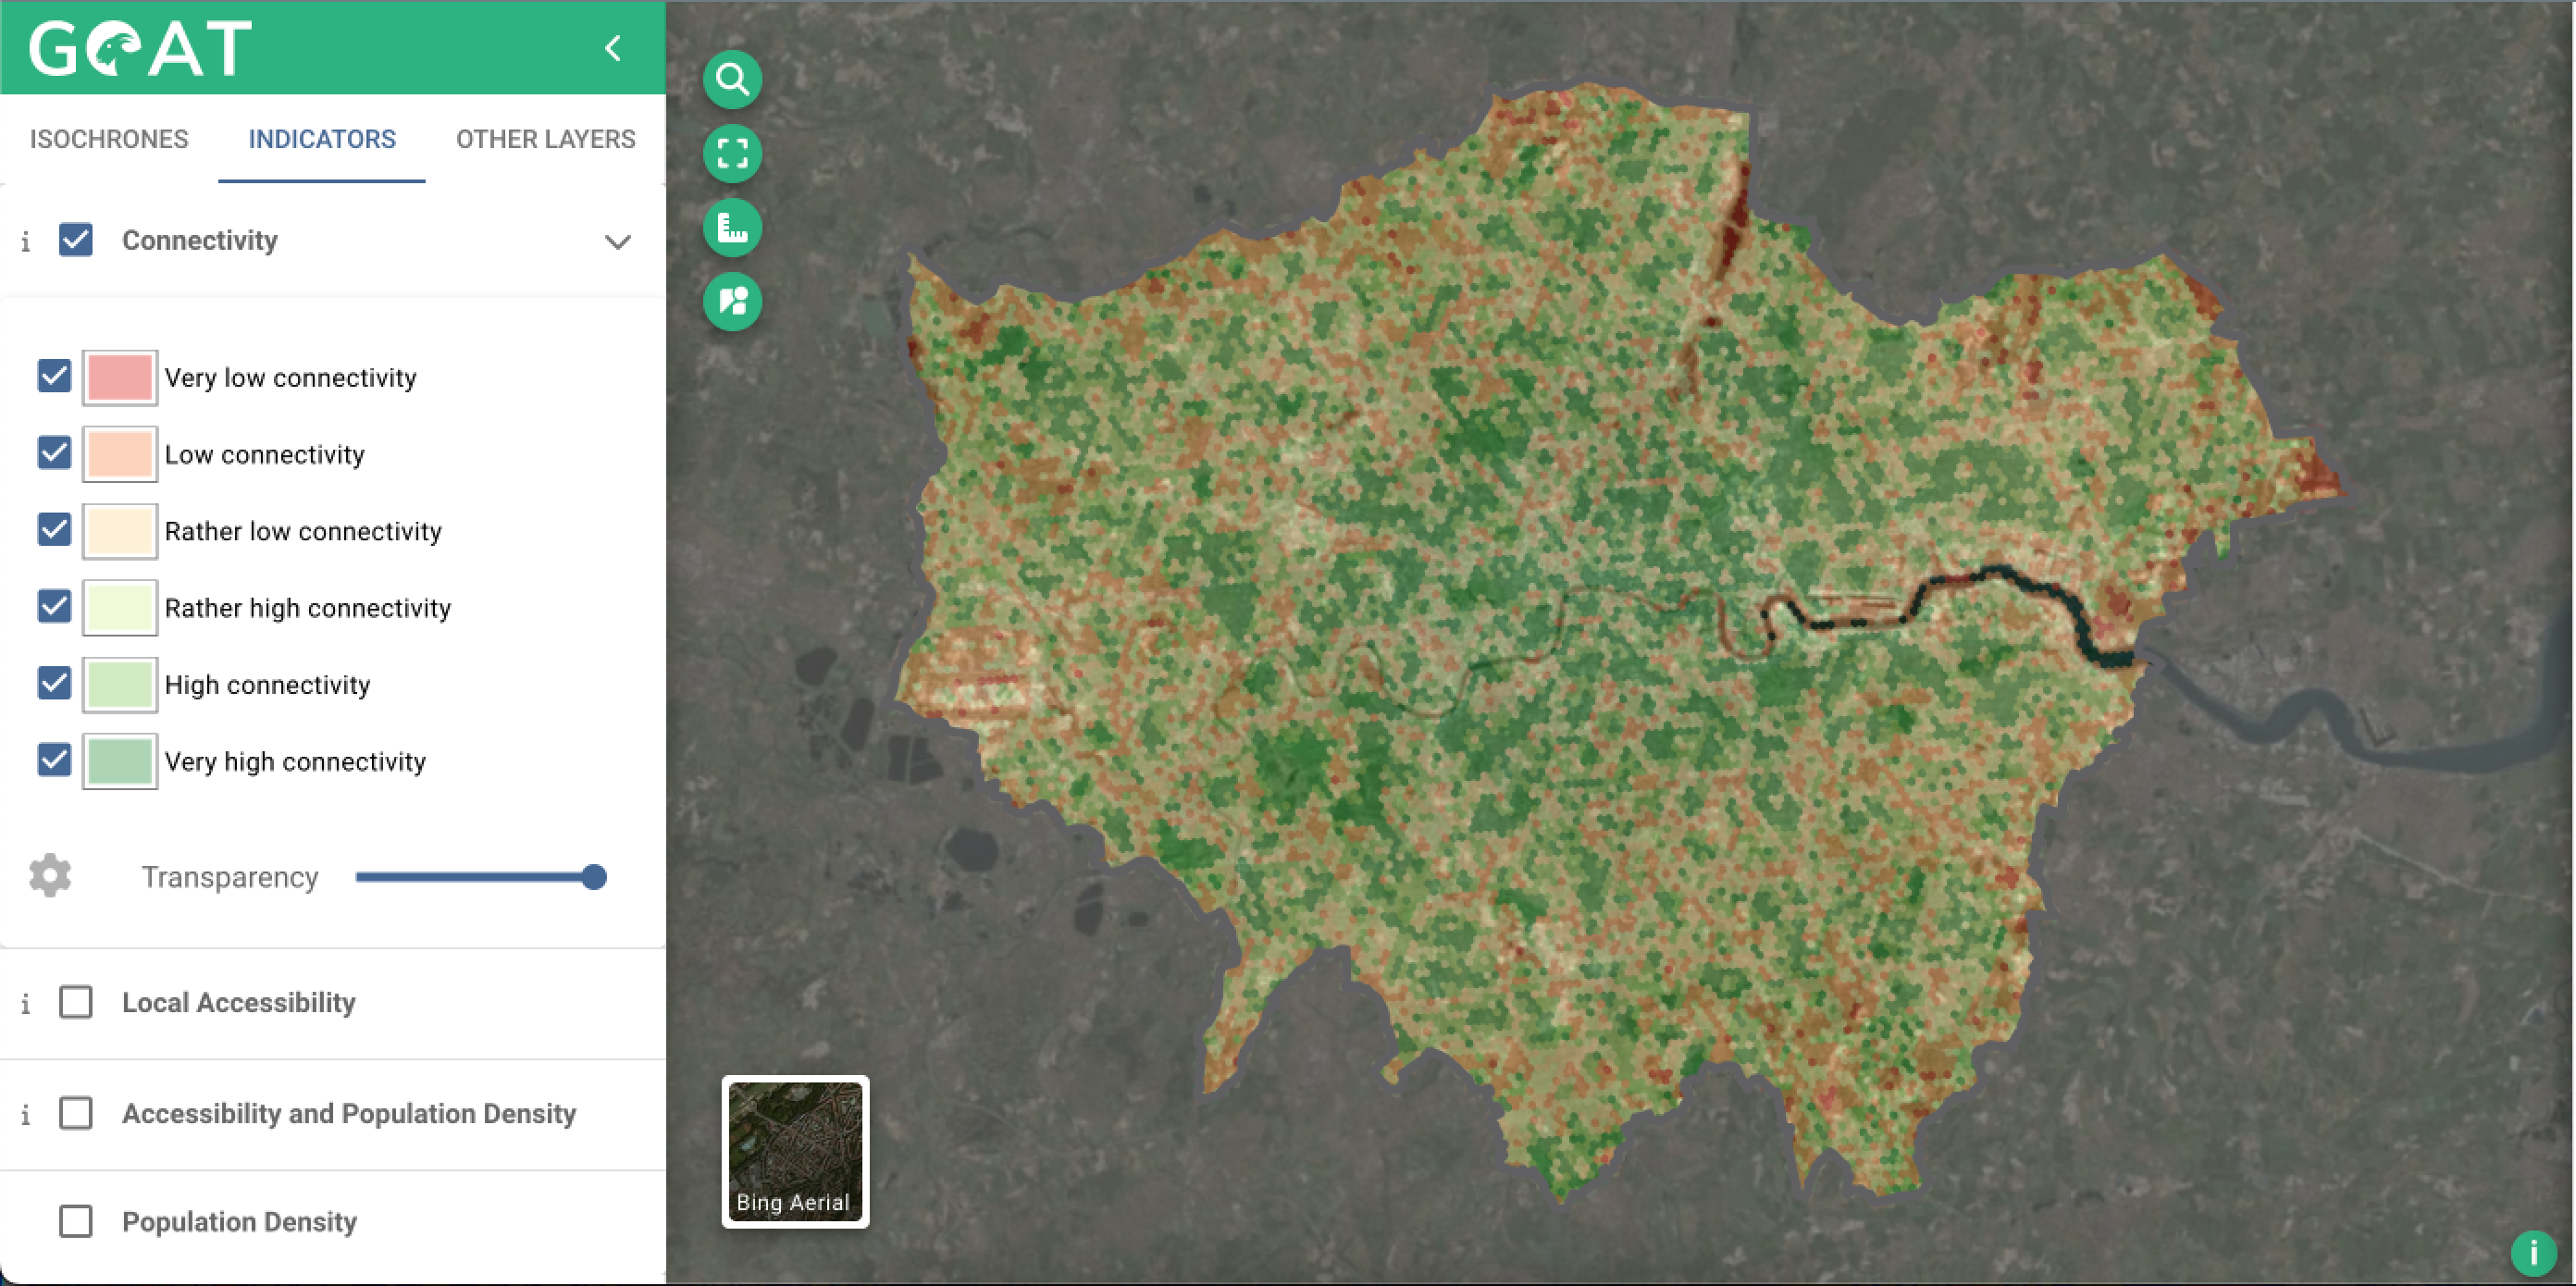 GOAT
ISOCHRONES INDICATORS OTHER LAYERS
i Connectivity
Very low connectivity
Low connectivity
Rather low connectivity
Rather high connectivity
High connectivity
Very high connectivity
Transparency
i Local Accessibility
i Accessibility and Population Density
Population Density
Bing Aerial
i